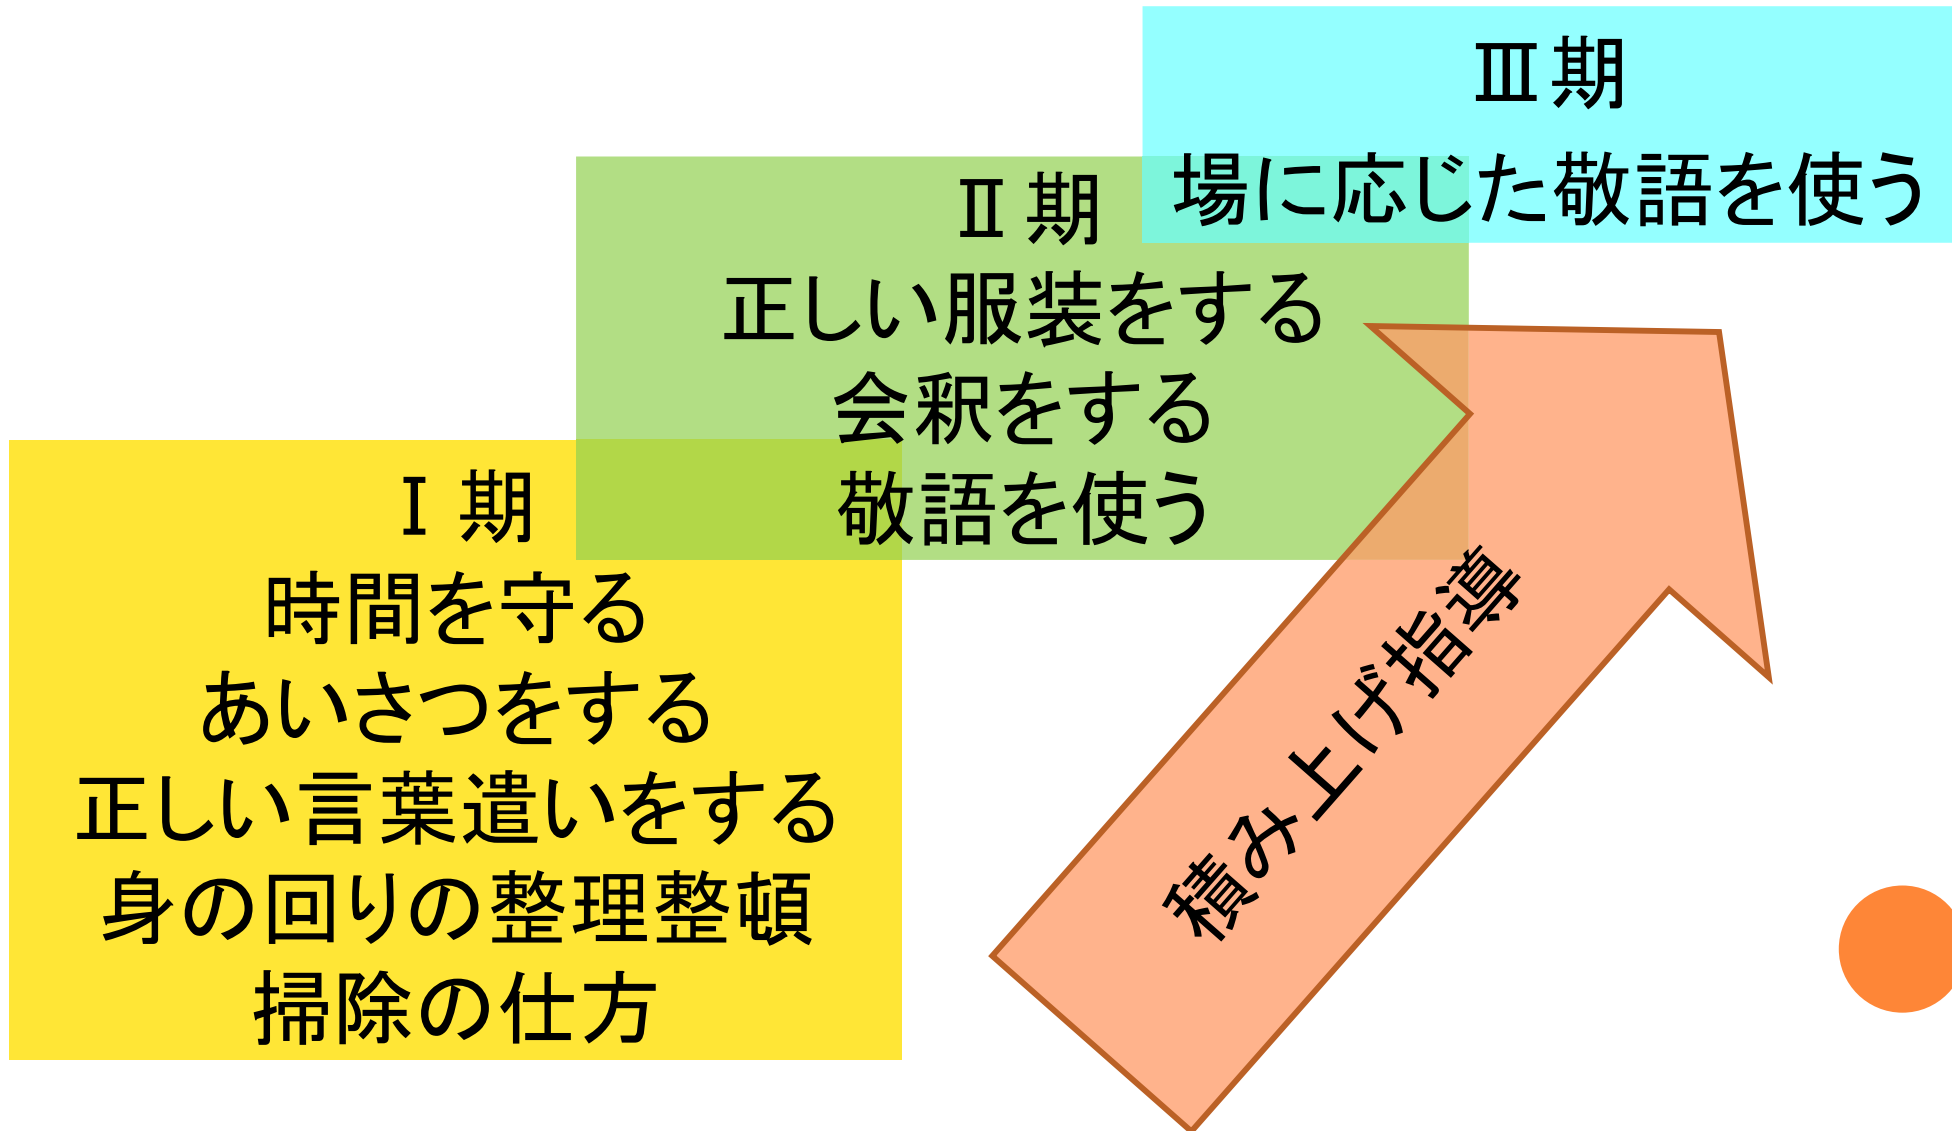 Ⅲ期
場に応じた敬語を使う
Ⅱ期
正しい服装をする
会釈をする
敬語を使う
Ⅰ期
時間を守る
あいさつをする
正しい言葉遣いをする
身の回りの整理整頓
掃除の仕方
積み上げ指導